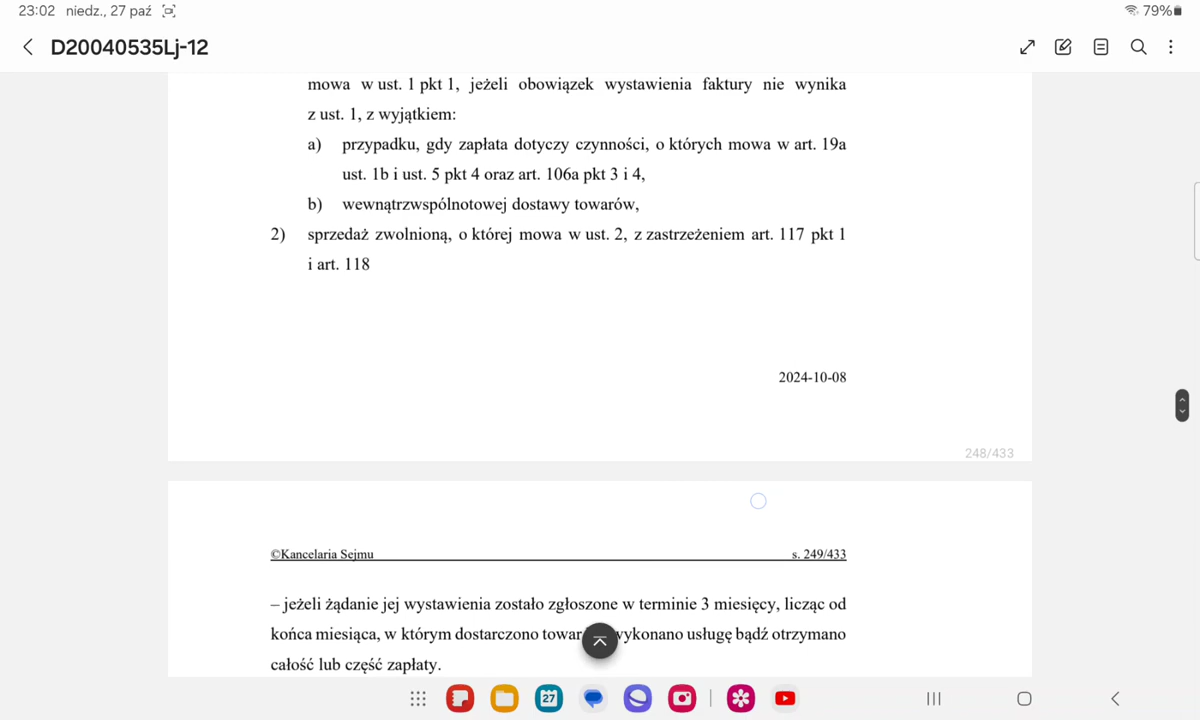 23:02 niedz., 27 paź
79%
D20040535Lj-12
mowa w ust. 1 pkt 1, jeżeli obowiązek wystawienia faktury nie wynika
z ust. 1, z wyjątkiem:
a) przypadku, gdy zapłata dotyczy czynności, o których mowa w art. 19a
ust. 1b i ust. 5 pkt 4 oraz art. 106a pkt 3 i 4,
b) wewnątrzwspólnotowej dostawy towarów,
2) sprzedaż zwolnioną, o której mowa w ust. 2, z zastrzeżeniem art. 117 pkt 1
i art. 118
2024-10-08
248/433
©Kancelaria Sejmu s. 249/433
– jeżeli żądanie jej wystawienia zostało zgłoszone w terminie 3 miesięcy, licząc od
końca miesiąca, w którym dostarczono towar wykonano usługę bądź otrzymano
całość lub część zapłaty.
27